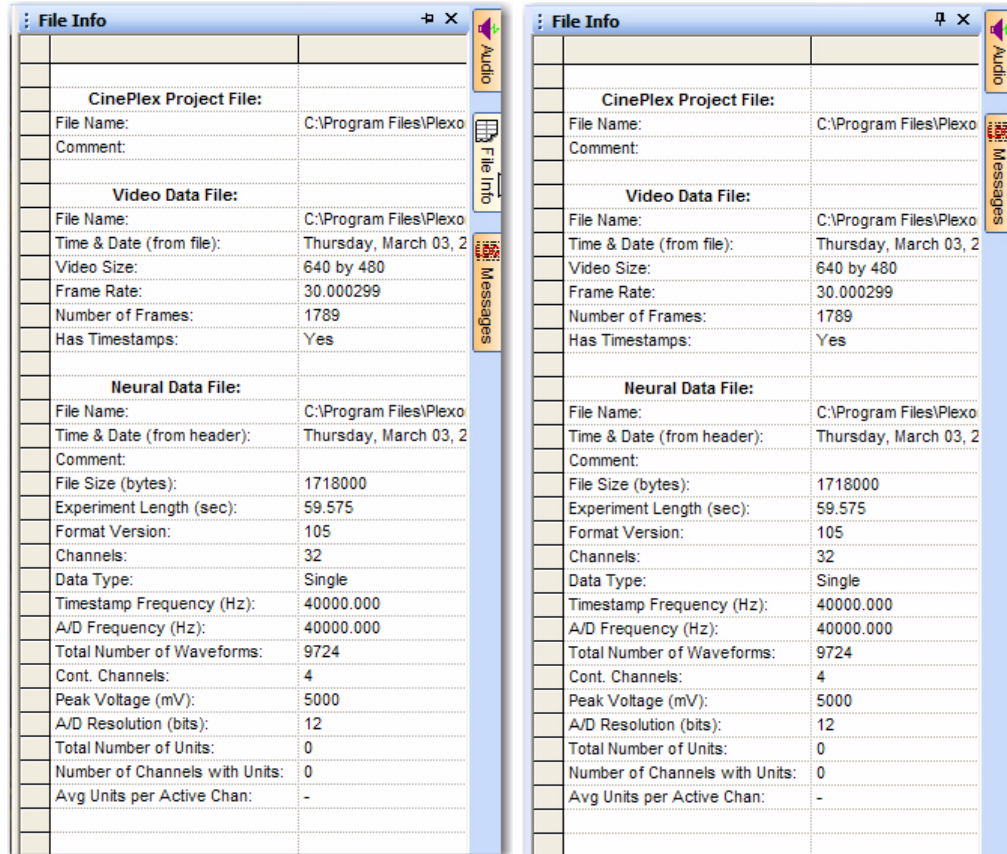 File Info
CinePlex Project File:
File Name: C:\Program Files\Plexo
Comment:
Video Data File:
File Name: C:\Program Files\Plexo
Time & Date (from file): Thursday, March 03, 2
Video Size: 640 by 480
Frame Rate: 30.000299
Number of Frames: 1789
Has Timestamps: Yes
Neural Data File:
File Name: C:\Program Files\Plexo
Time & Date (from header): Thursday, March 03, 2
Comment:
File Size (bytes): 1718000
Experiment Length (sec): 59.575
Format Version: 105
Channels: 32
Data Type: Single
Timestamp Frequency (Hz): 40000.000
A/D Frequency (Hz): 40000.000
Total Number of Waveforms: 9724
Cont. Channels: 4
Peak Voltage (mV): 5000
A/D Resolution (bits): 12
Total Number of Units: 0
Number of Channels with Units: 0
Avg Units per Active Chan: -
Audio
File Info
Messages
File Info
CinePlex Project File:
File Name: C:\Program Files\Plexo
Comment:
Video Data File:
File Name: C:\Program Files\Plexo
Time & Date (from file): Thursday, March 03, 2
Video Size: 640 by 480
Frame Rate: 30.000299
Number of Frames: 1789
Has Timestamps: Yes
Neural Data File:
File Name: C:\Program Files\Plexo
Time & Date (from header): Thursday, March 03, 2
Comment:
File Size (bytes): 1718000
Experiment Length (sec): 59.575
Format Version: 105
Channels: 32
Data Type: Single
Timestamp Frequency (Hz): 40000.000
A/D Frequency (Hz): 40000.000
Total Number of Waveforms: 9724
Cont. Channels: 4
Peak Voltage (mV): 5000
A/D Resolution (bits): 12
Total Number of Units: 0
Number of Channels with Units: 0
Avg Units per Active Chan: -
Audio
Messages